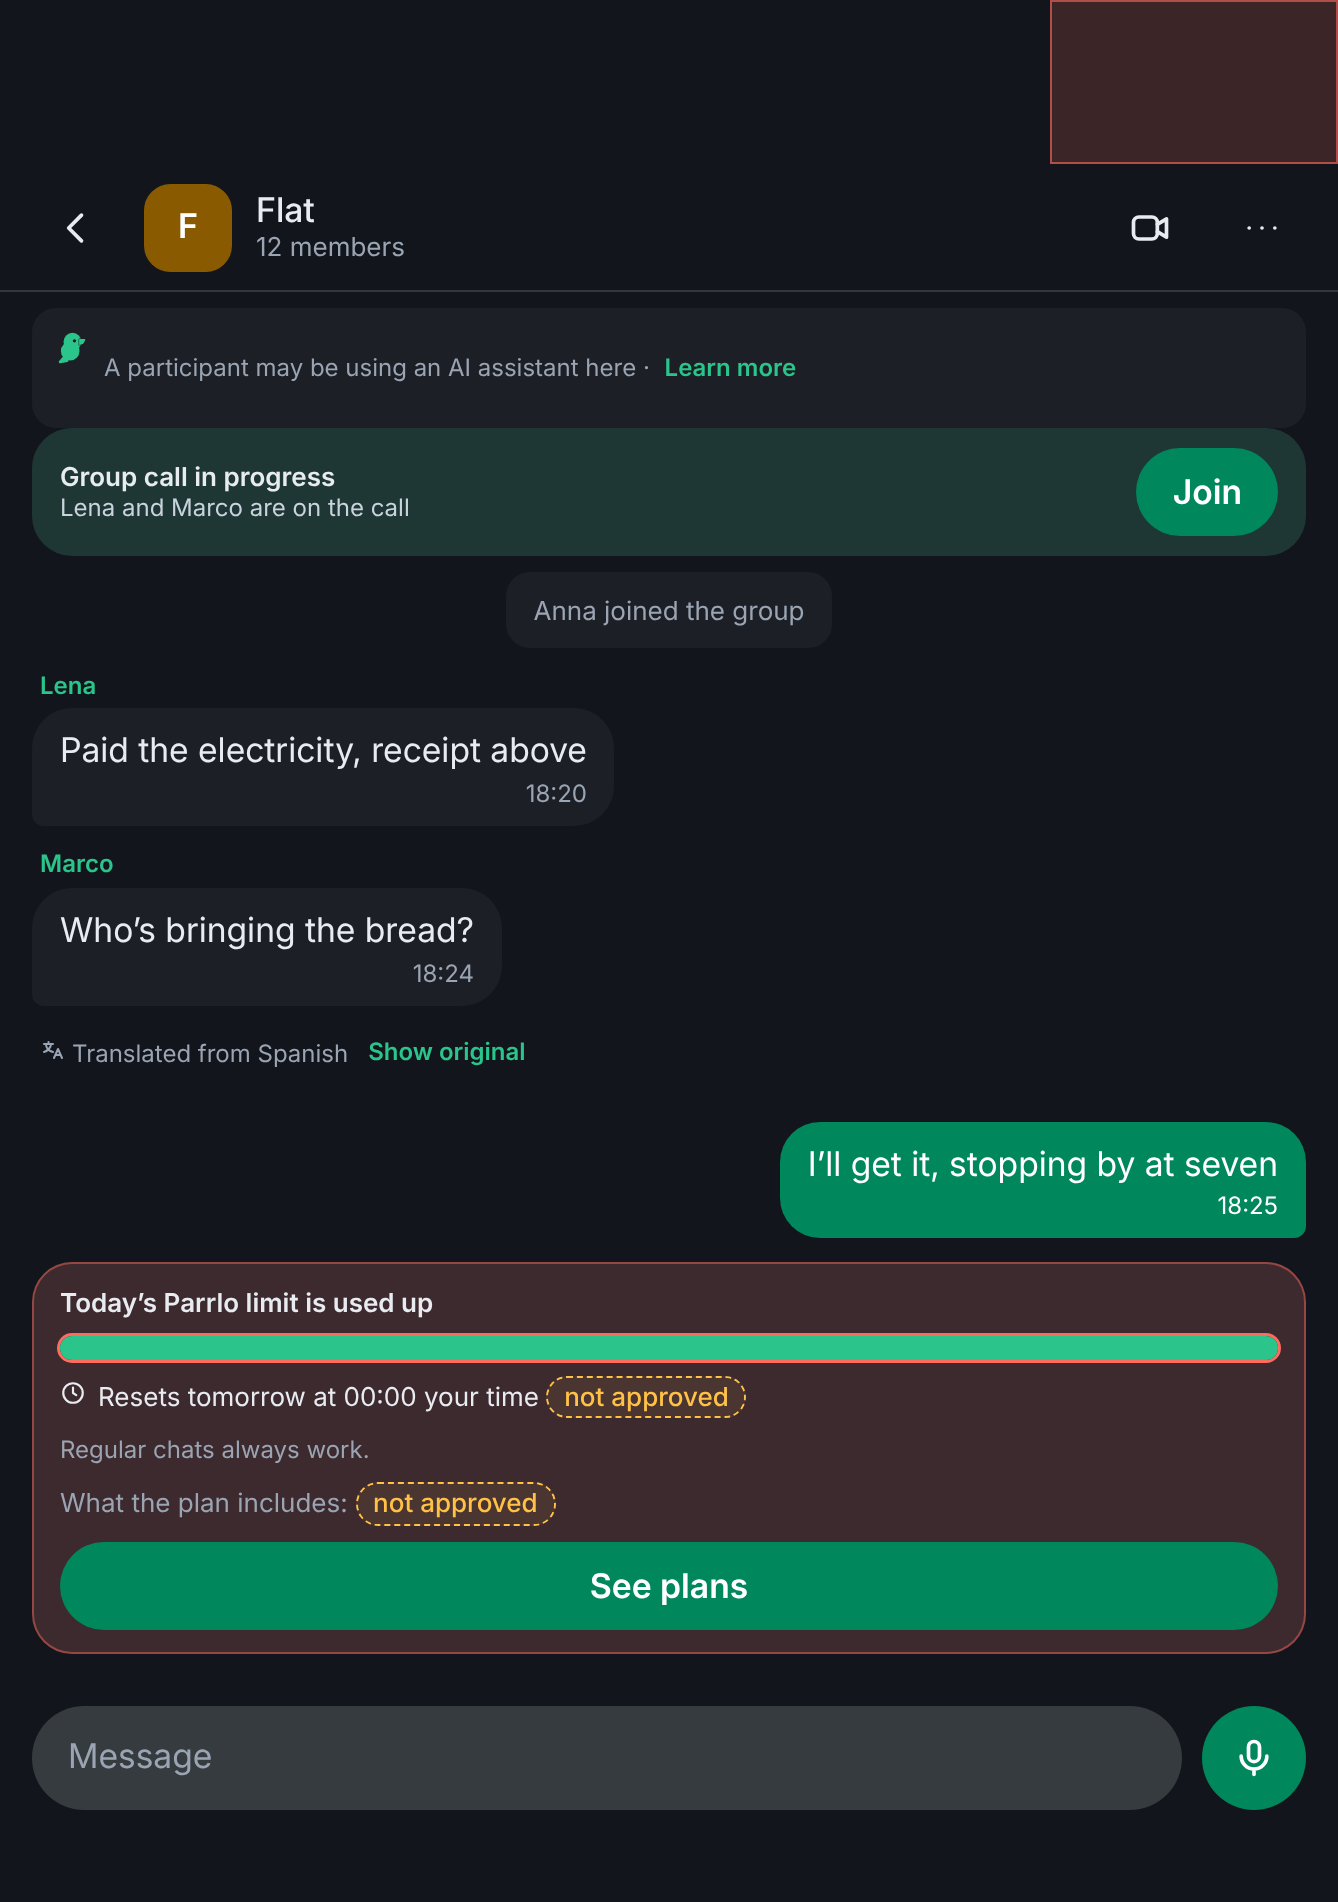 F
Flat
12 members
A participant may be using an AI assistant here · Learn more
Group call in progress
Lena and Marco are on the call
Join
Anna joined the group
Lena
Paid the electricity, receipt above
18:20
Marco
Who’s bringing the bread?
18:24
Translated from Spanish Show original
I’ll get it, stopping by at seven
18:25
Today’s Parrlo limit is used up
Resets tomorrow at 00:00 your time not approved
Regular chats always work.
What the plan includes: not approved
See plans
Message